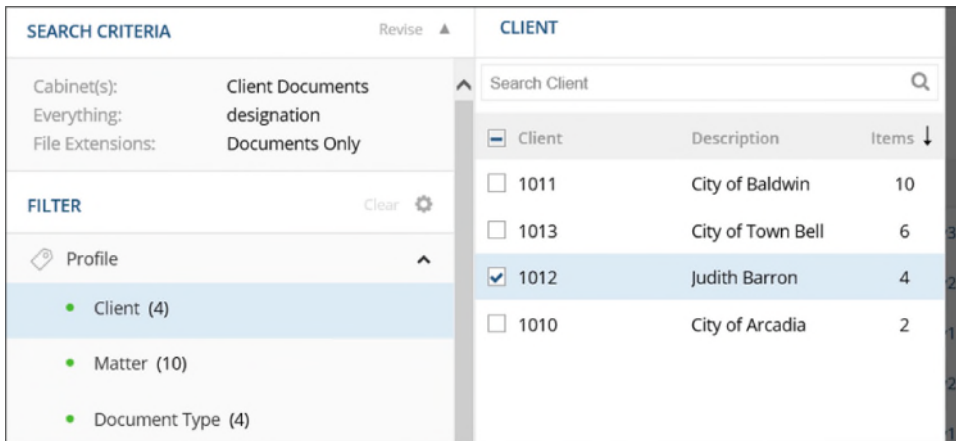 SEARCH CRITERIA Revise
Cabinet(s): Client Documents
Everything: designation
File Extensions: Documents Only
FILTER Clear
Profile
Client (4)
Matter (10)
Document Type (4)
CLIENT
Search Client
Client Description Items
1011 City of Baldwin 10
1013 City of Town Bell 6
1012 Judith Barron 4
1010 City of Arcadia 2